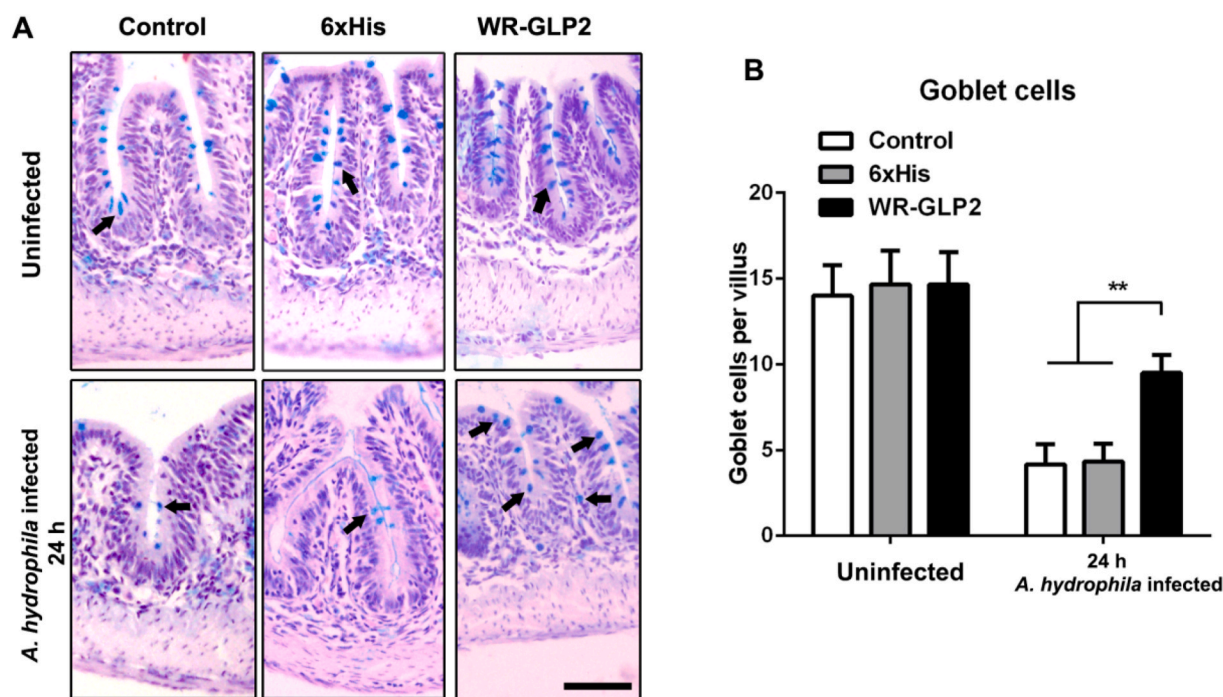 A
Control
6xHis
WR-GLP2
Uninfected
A. hydrophila infected
24 h
B
Goblet cells
Control
6xHis
WR-GLP2
Goblet cells per villus
20
15
10
5
0
**
Uninfected
24 h
A. hydrophila infected